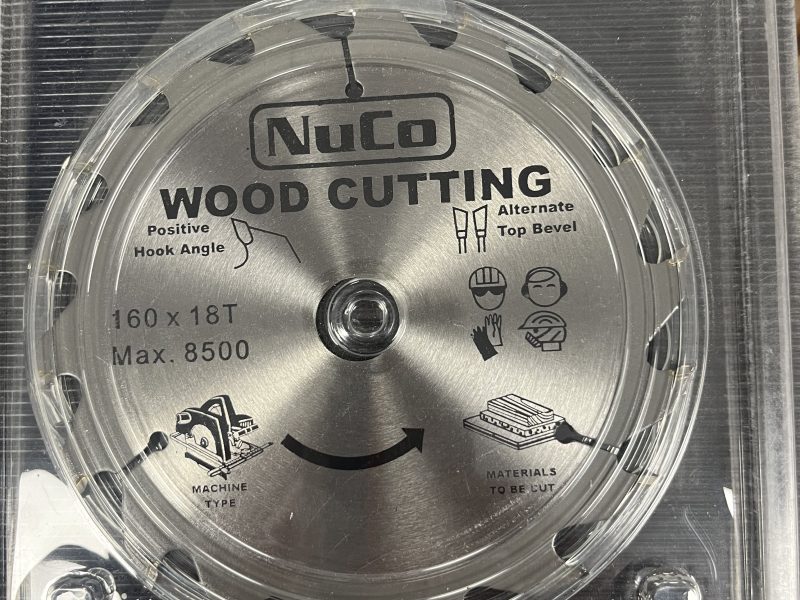 NuCo
WOOD CUTTING
Positive
Hook Angle
Alternate
Top Bevel
160 x 18T
Max. 8500
MACHINE
TYPE
MATERIALS
TO BE CUT